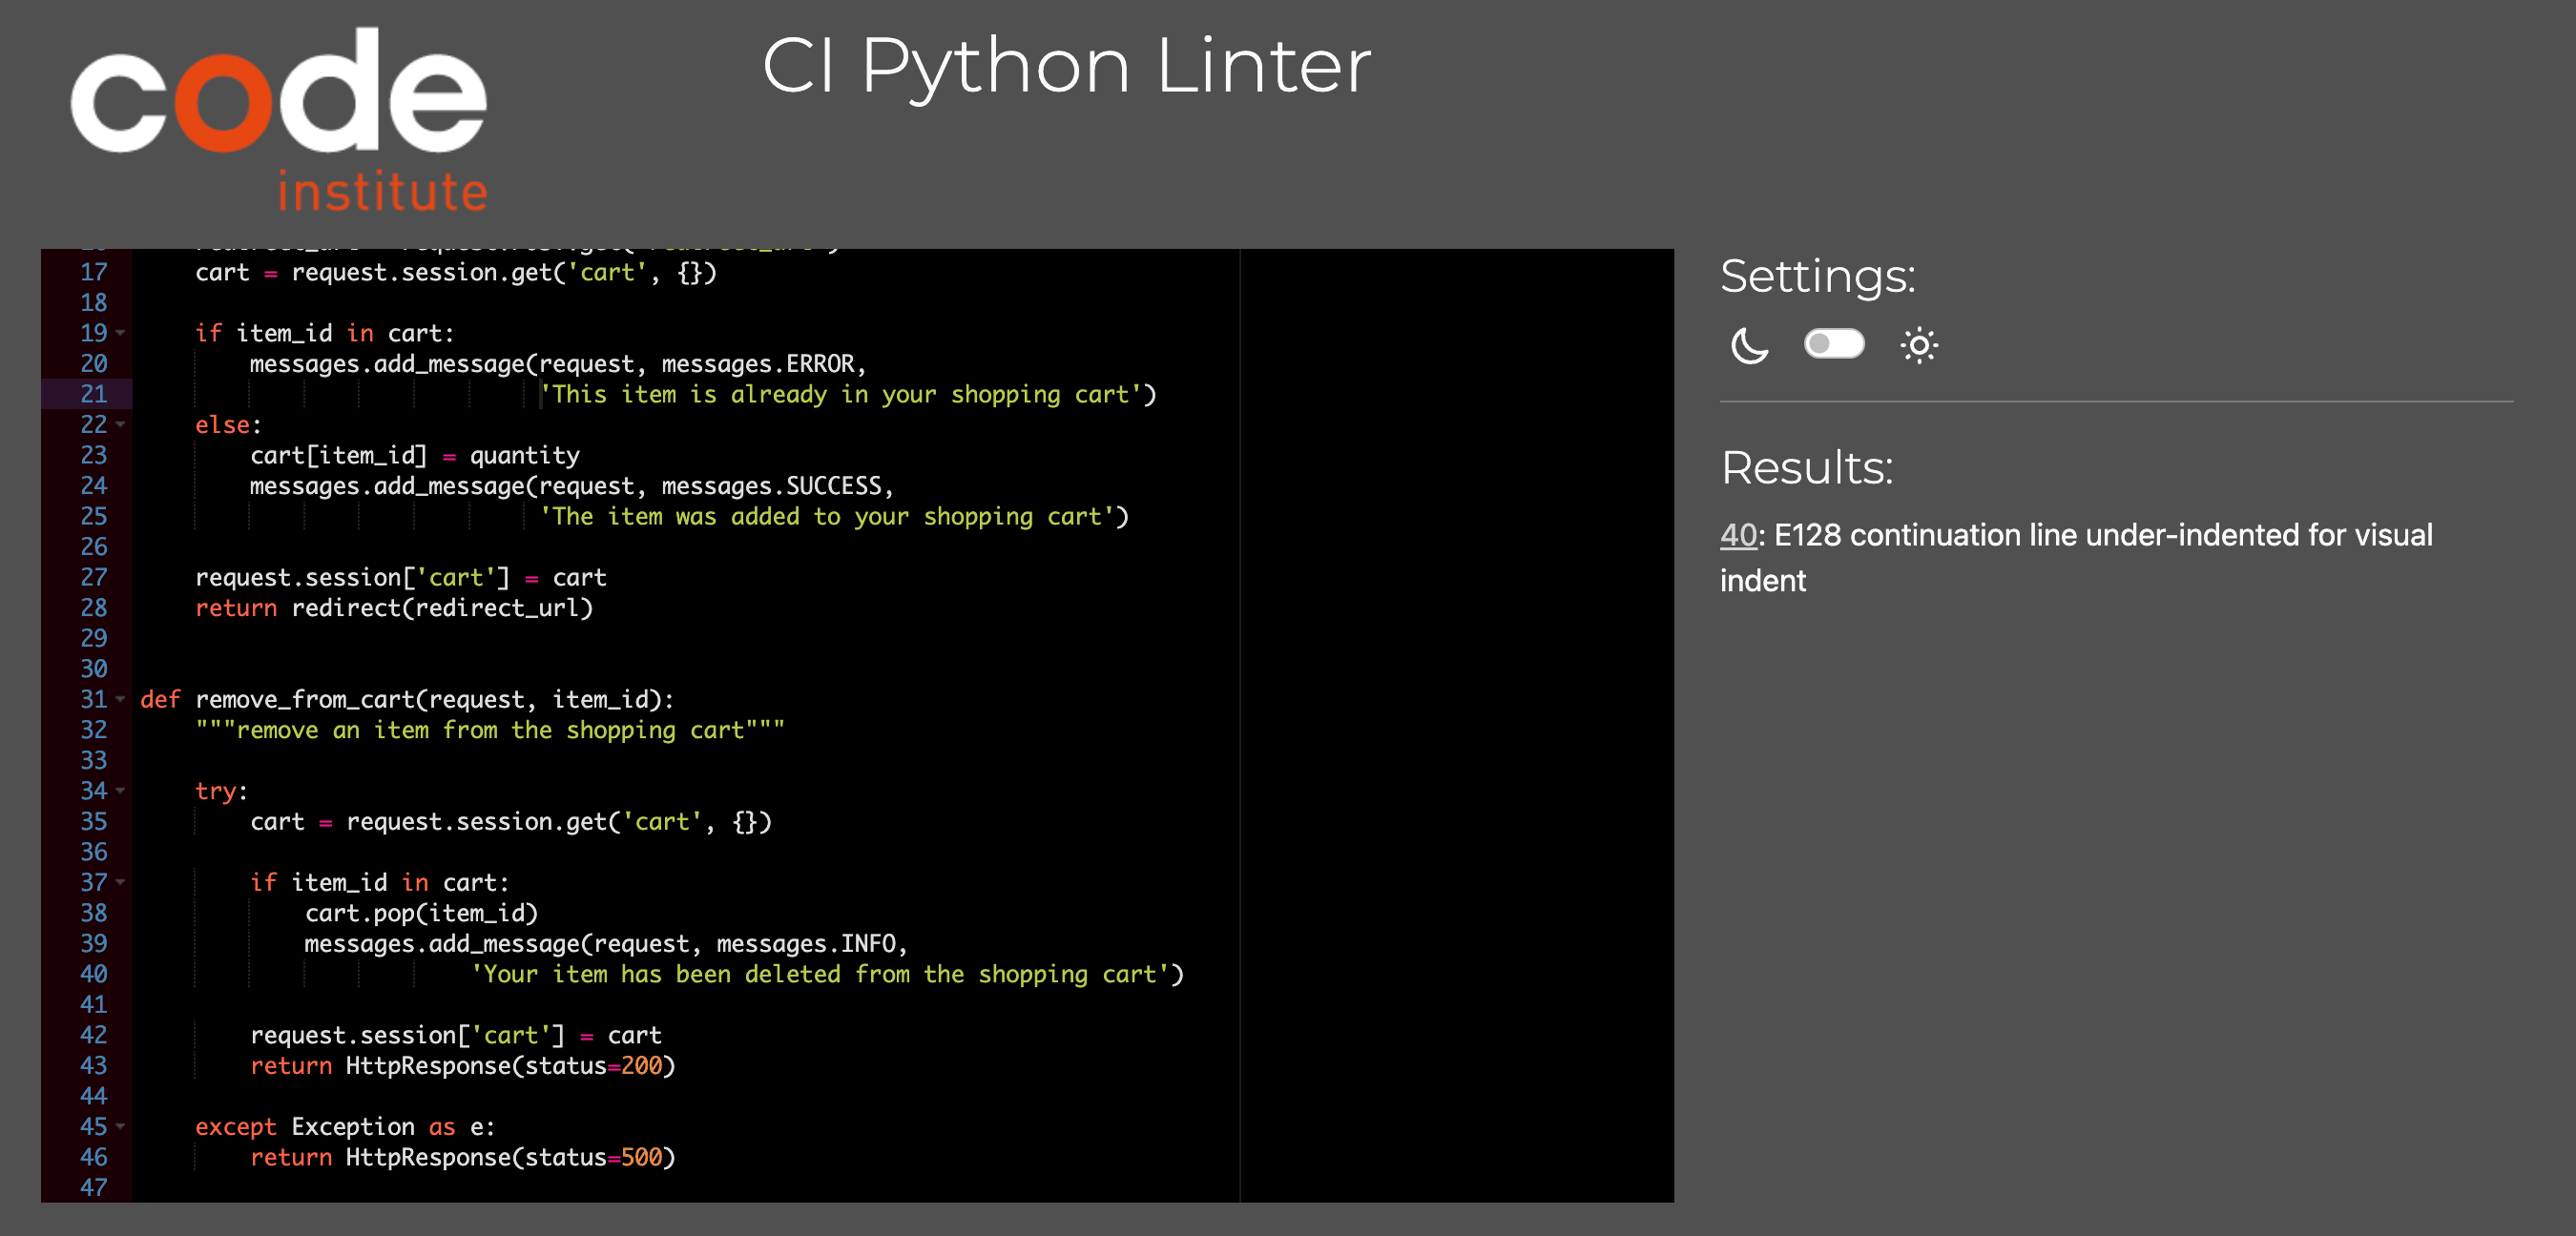 code
institute
CI Python Linter
17 cart = request.session.get('cart', {})
18
19 if item_id in cart:
20 messages.add_message(request, messages.ERROR,
21 'This item is already in your shopping cart')
22 else:
23 cart[item_id] = quantity
24 messages.add_message(request, messages.SUCCESS,
25 'The item was added to your shopping cart')
26
27 request.session['cart'] = cart
28 return redirect(redirect_url)
29
30
31 def remove_from_cart(request, item_id):
32 """remove an item from the shopping cart"""
33
34 try:
35 cart = request.session.get('cart', {})
36
37 if item_id in cart:
38 cart.pop(item_id)
39 messages.add_message(request, messages.INFO,
40 'Your item has been deleted from the shopping cart')
41
42 request.session['cart'] = cart
43 return HttpResponse(status=200)
44
45 except Exception as e:
46 return HttpResponse(status=500)
47
Settings:
Results:
40: E128 continuation line under-indented for visual
indent